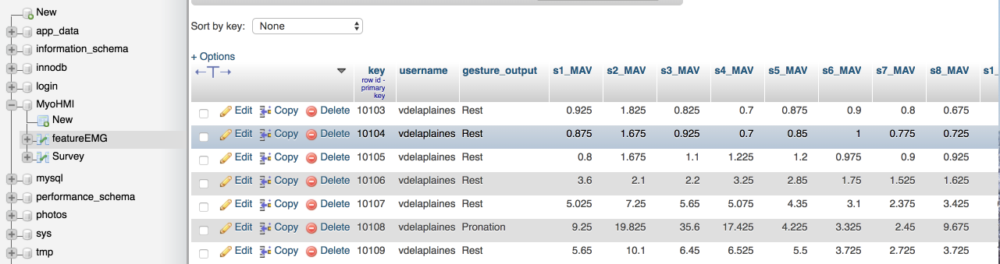 New
app_data
information_schema
innodb
login
MyoHMI
New
featureEMG
Survey
mysql
performance_schema
photos
sys
tmp
Sort by key: None
+ Options
key username gesture_output s1_MAV s2_MAV s3_MAV s4_MAV s5_MAV s6_MAV s7_MAV s8_MAV s1_
row id -
primary
key
Edit Copy Delete 10103 vdelaplaines Rest 0.925 1.825 0.825 0.7 0.875 0.9 0.8 0.675
Edit Copy Delete 10104 vdelaplaines Rest 0.875 1.675 0.925 0.7 0.85 1 0.775 0.725
Edit Copy Delete 10105 vdelaplaines Rest 0.8 1.675 1.1 1.225 1.2 0.975 0.9 0.925
Edit Copy Delete 10106 vdelaplaines Rest 3.6 2.1 2.2 3.25 2.85 1.75 1.525 1.625
Edit Copy Delete 10107 vdelaplaines Rest 5.025 7.25 5.65 5.075 4.35 3.1 2.375 3.425
Edit Copy Delete 10108 vdelaplaines Pronation 9.25 19.825 35.6 17.425 4.225 3.325 2.45 9.675
Edit Copy Delete 10109 vdelaplaines Rest 5.65 10.1 6.45 6.525 5.5 3.725 2.725 3.725